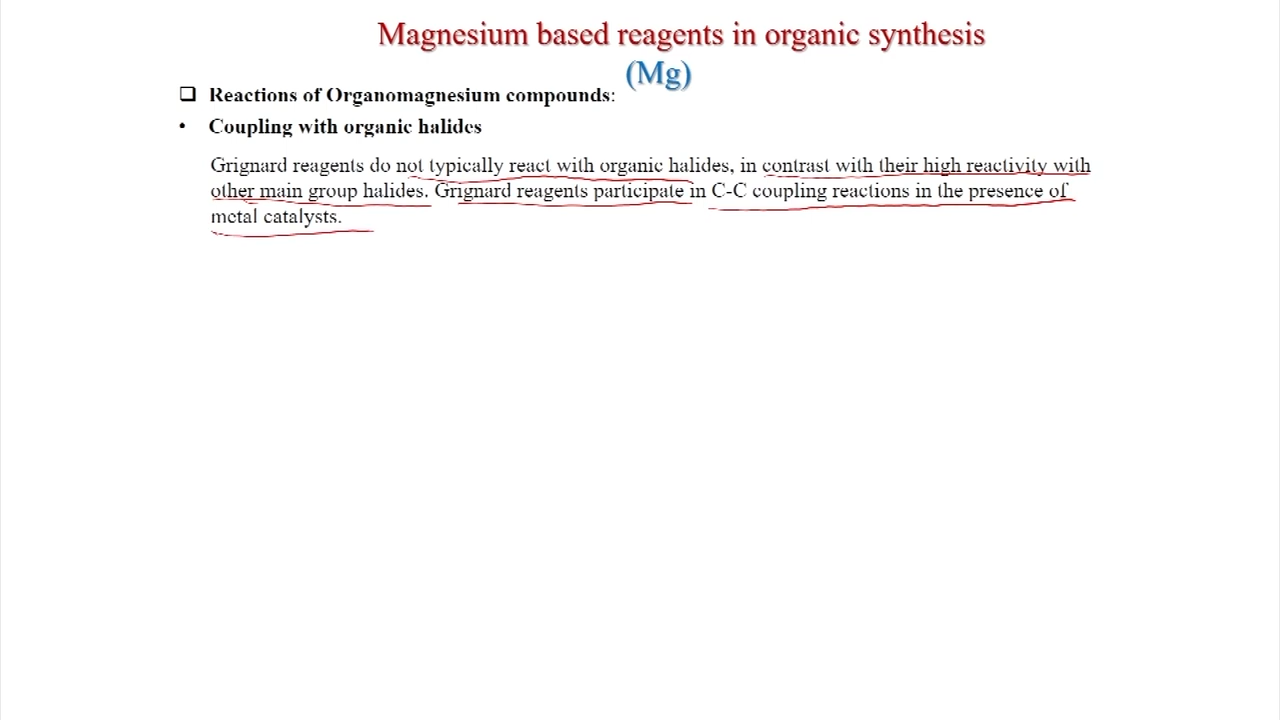 Magnesium based reagents in organic synthesis
(Mg)
❑ Reactions of Organomagnesium compounds:
• Coupling with organic halides
Grignard reagents do not typically react with organic halides, in contrast with their high reactivity with
other main group halides. Grignard reagents participate in C-C coupling reactions in the presence of
metal catalysts.